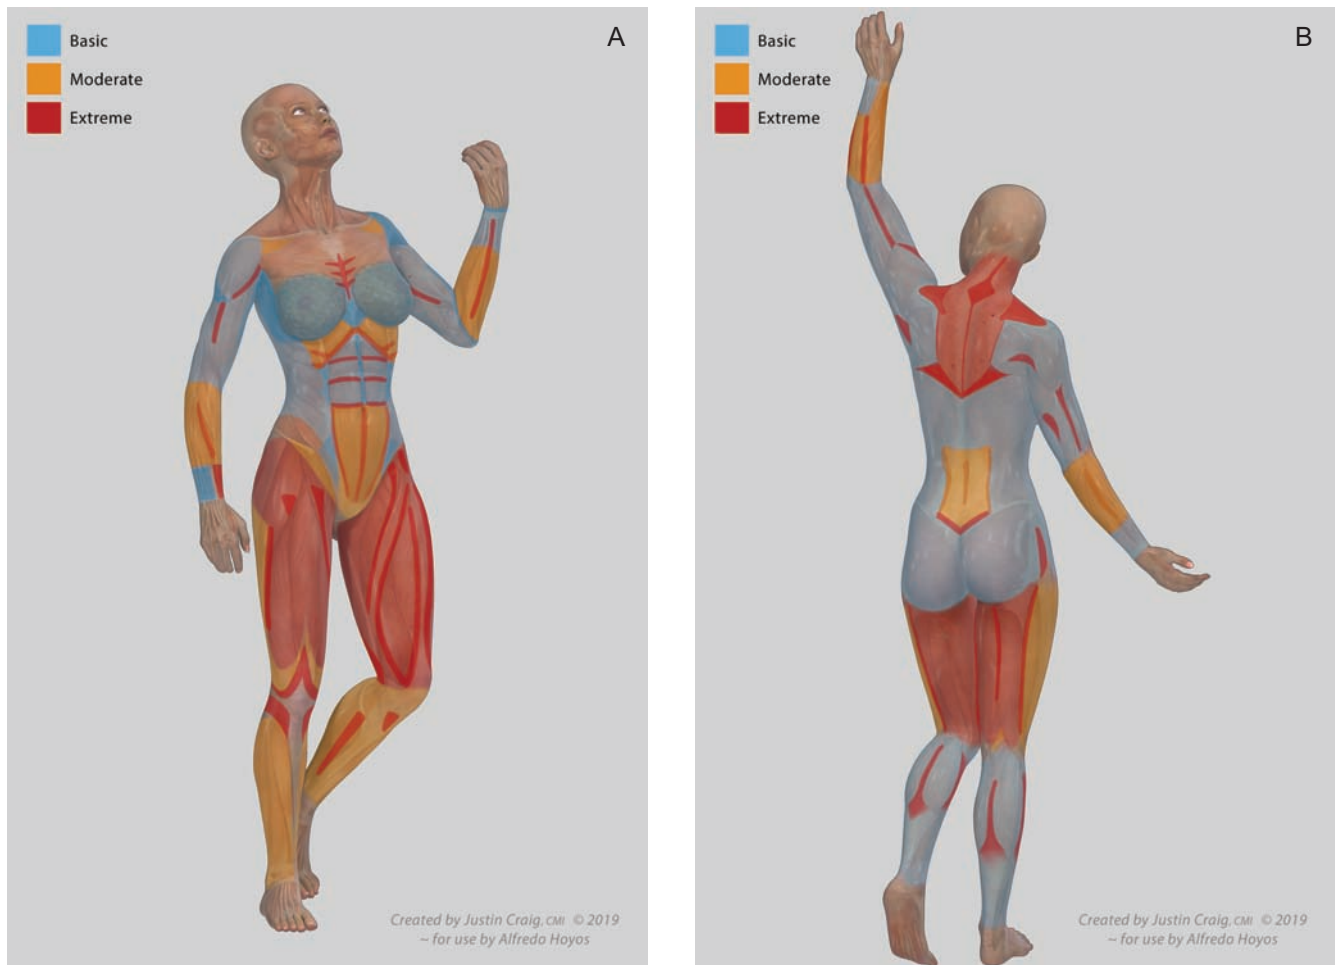 A
Basic
Moderate
Extreme
Created by Justin Craig, CMI © 2019
~ for use by Alfredo Hoyos
B
Basic
Moderate
Extreme
Created by Justin Craig, CMI © 2019
~ for use by Alfredo Hoyos